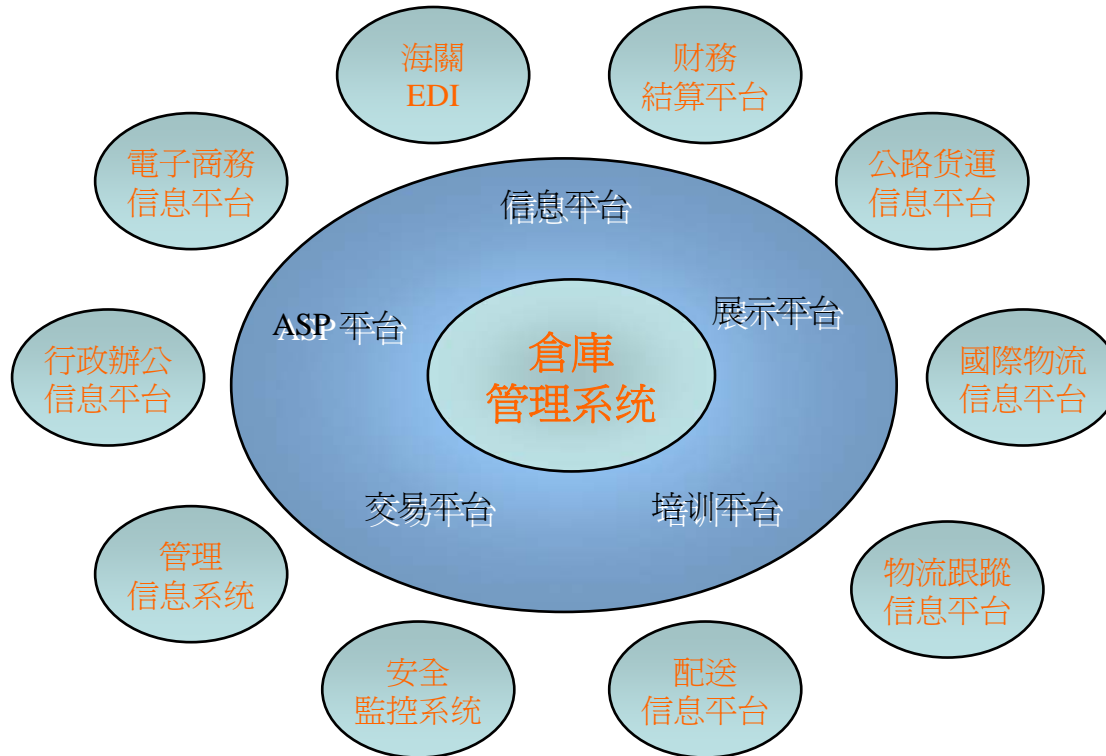 海關
EDI
财務
結算平台
電子商務
信息平台
公路货運
信息平台
信息平台
ASP 平台
展示平台
倉庫
管理系统
行政辦公
信息平台
國際物流
信息平台
交易平台
培训平台
管理
信息系统
物流跟蹤
信息平台
安全
監控系统
配送
信息平台